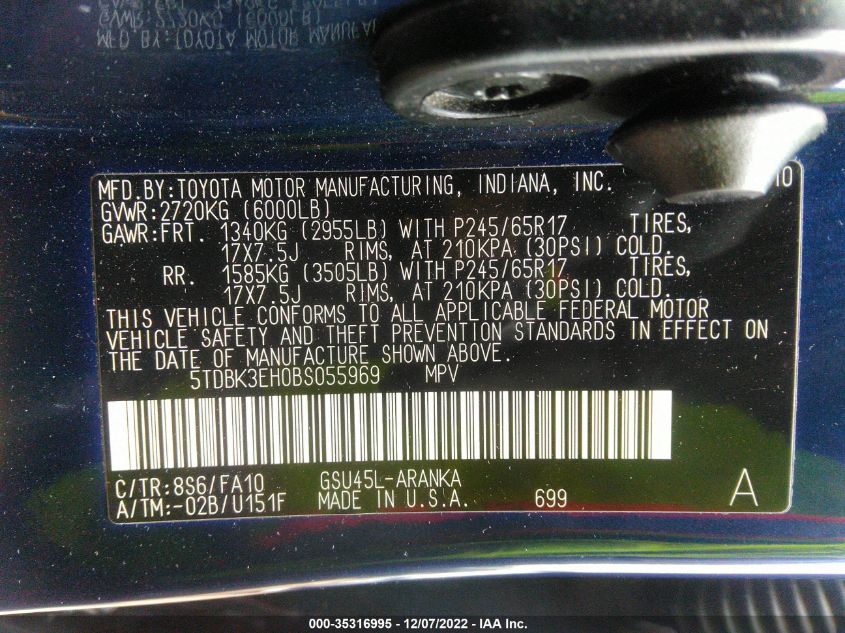 MFD.BY:TOYOTA MOTOR MANUFACTURING, INDIANA, INC. 10
GVWR:2720KG (6000LB)
GAWR:FRT. 1340KG (2955LB) WITH P245/65R17 TIRES,
17X7.5J RIMS, AT 210KPA (30PSI) COLD.
RR. 1585KG (3505LB) WITH P245/65R17 TIRES,
17X7.5J RIMS, AT 210KPA (30PSI) COLD.
THIS VEHICLE CONFORMS TO ALL APPLICABLE FEDERAL MOTOR
VEHICLE SAFETY AND THEFT PREVENTION STANDARDS IN EFFECT ON
THE DATE OF MANUFACTURE SHOWN ABOVE.
5TDBK3EH0BS055969 MPV
C/TR:8S6/FA10 GSU45L-ARANKA
A/TM:-02B/U151F MADE IN U.S.A. 699 A
000-35316995 - 12/07/2022 - IAA Inc.